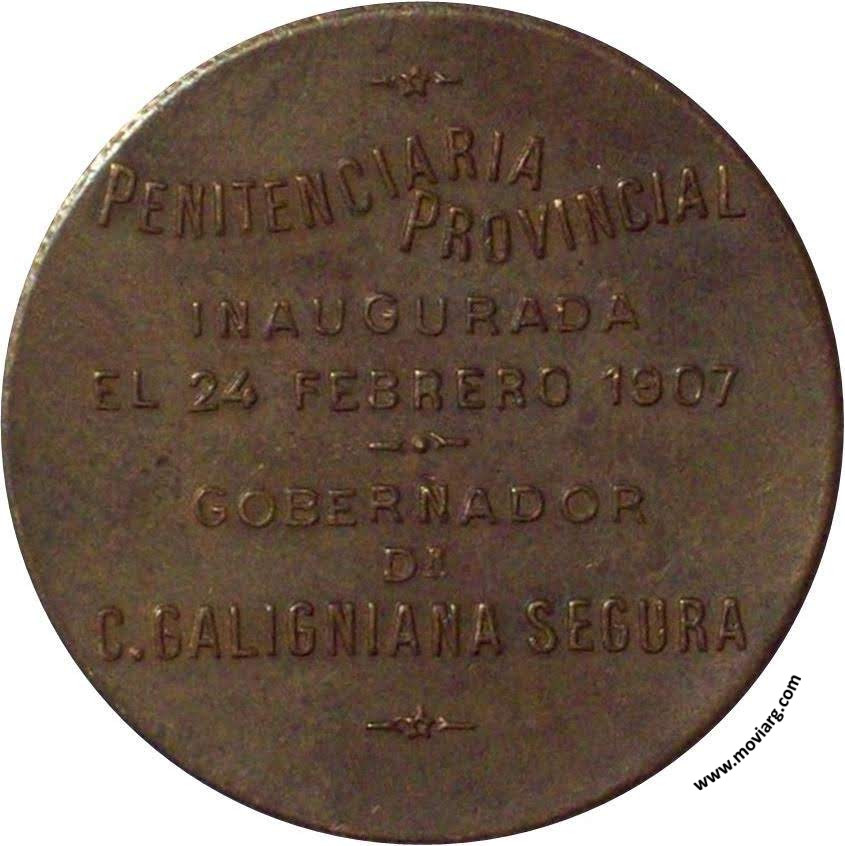 PENITENCIARIA
PROVINCIAL
INAUGURADA
EL 24 FEBRERO 1907
GOBERNADOR
DR
C. GALIGNIANA SEGURA
www.moviarg.com